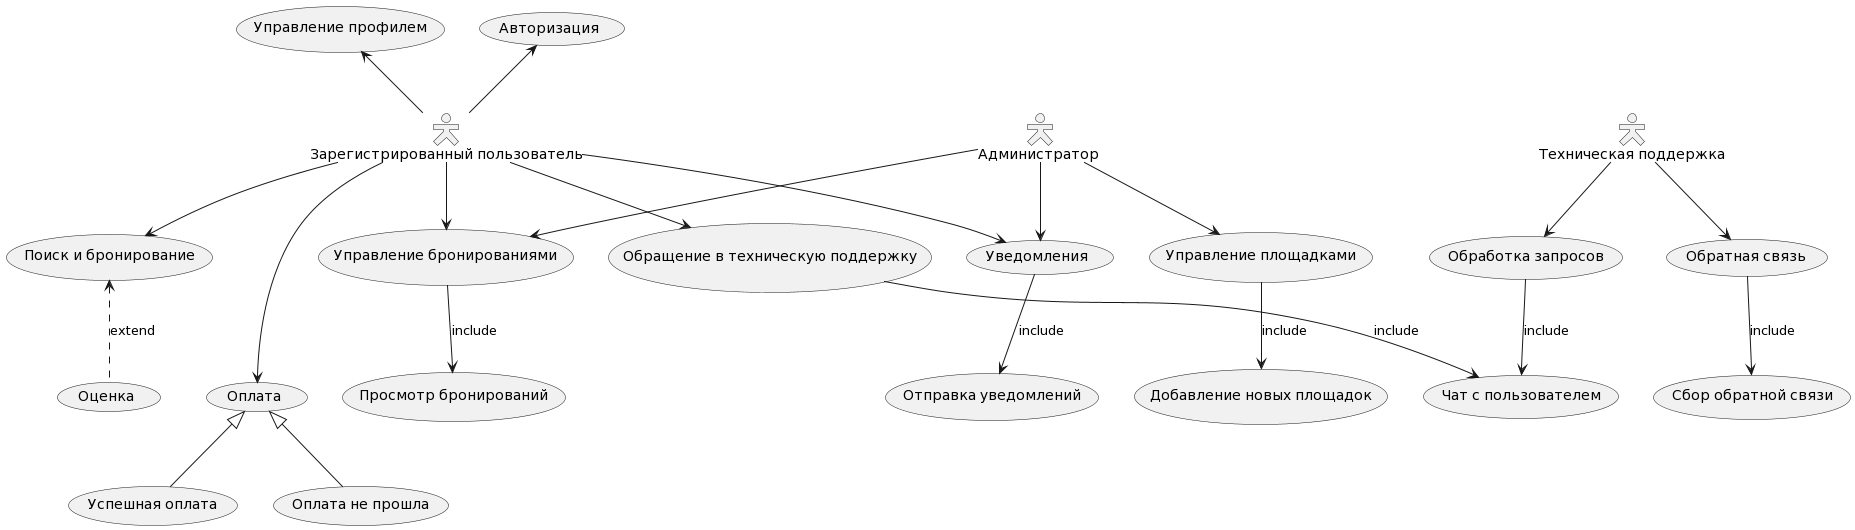 Управление профилем
Авторизация
Зарегистрированный пользователь
Администратор
Техническая поддержка
Поиск и бронирование
Управление бронированиями
Обращение в техническую поддержку
Уведомления
Управление площадками
Обработка запросов
Обратная связь
extend
include
include
include
include
include
include
Оценка
Оплата
Просмотр бронирований
Отправка уведомлений
Добавление новых площадок
Чат с пользователем
Сбор обратной связи
Успешная оплата
Оплата не прошла